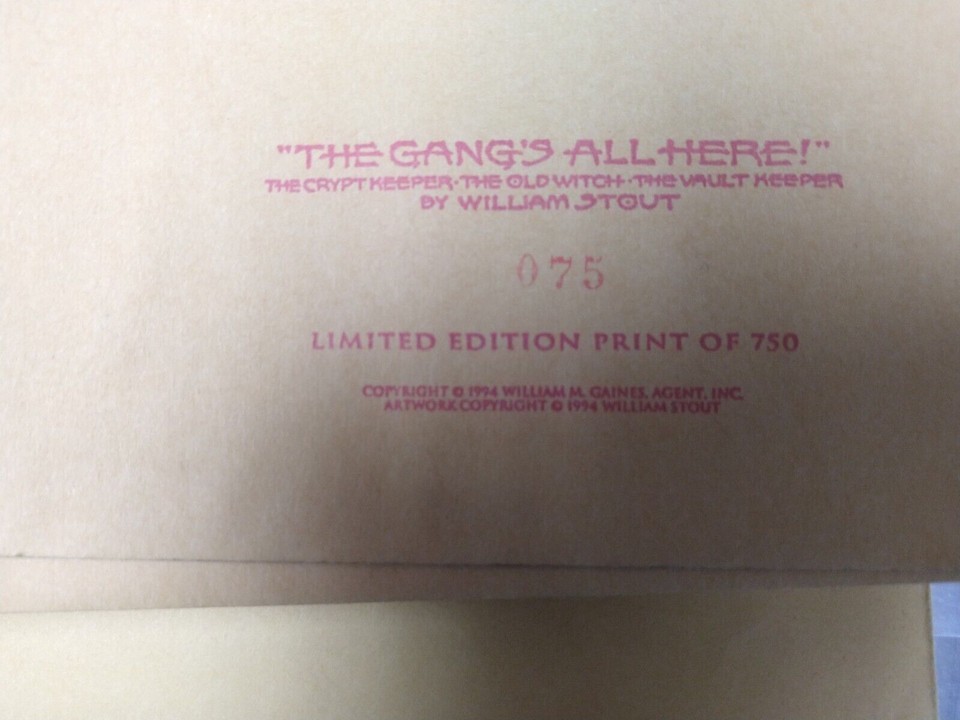 "THE GANG'S ALL HERE!"
THE CRYPT KEEPER · THE OLD WITCH · THE VAULT KEEPER
BY WILLIAM STOUT
075
LIMITED EDITION PRINT OF 750
COPYRIGHT © 1994 WILLIAM M. GAINES, AGENT, INC.
ARTWORK COPYRIGHT © 1994 WILLIAM STOUT